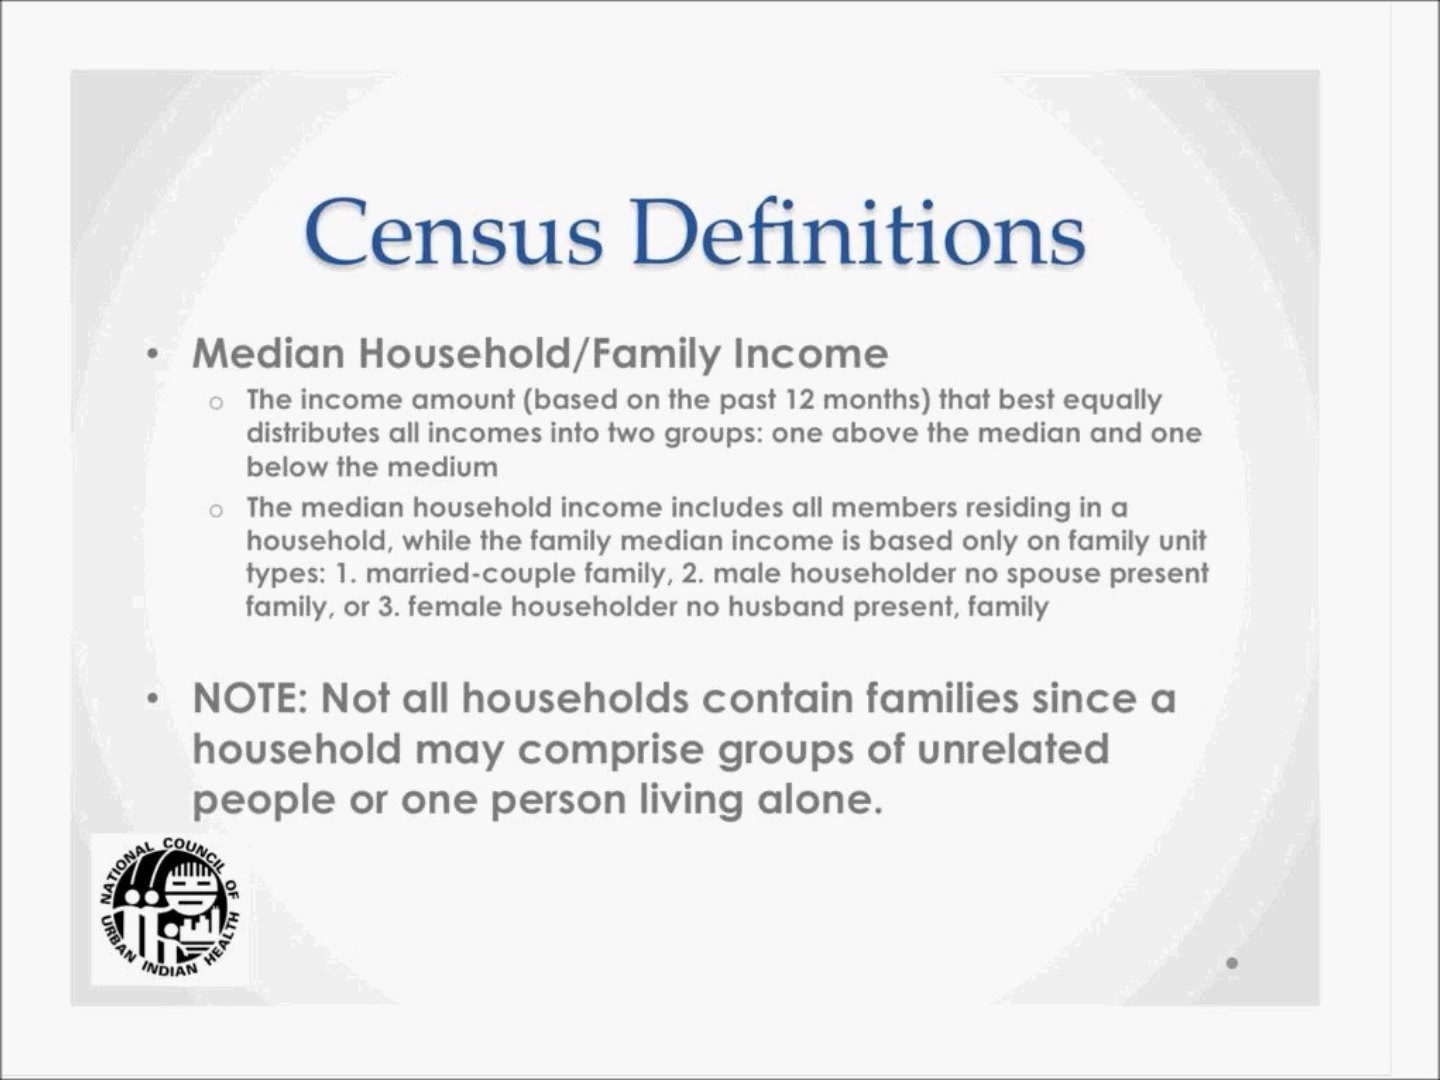 Census Definitions
• Median Household/Family Income
o The income amount (based on the past 12 months) that best equally
distributes all incomes into two groups: one above the median and one
below the medium
o The median household income includes all members residing in a
household, while the family median income is based only on family unit
types: 1. married-couple family, 2. male householder no spouse present
family, or 3. female householder no husband present, family
• NOTE: Not all households contain families since a
household may comprise groups of unrelated
people or one person living alone.
NATIONAL COUNCIL OF
URBAN INDIAN HEALTH